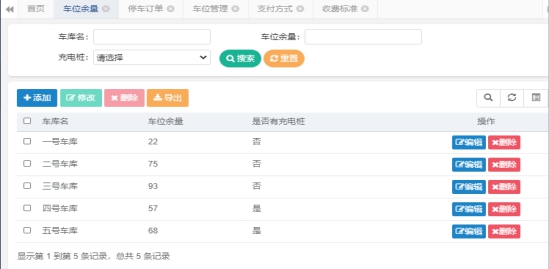 首页 车位余量 停车订单 车位管理 支付方式 收费标准
车库名: 车位余量:
充电桩: 请选择 搜索 重置
添加 修改 删除 导出
车库名 车位余量 是否有充电桩 操作
一号车库 22 否 编辑 删除
二号车库 75 否 编辑 删除
三号车库 93 否 编辑 删除
四号车库 57 是 编辑 删除
五号车库 68 是 编辑 删除
显示第 1 到第 5 条记录，总共 5 条记录